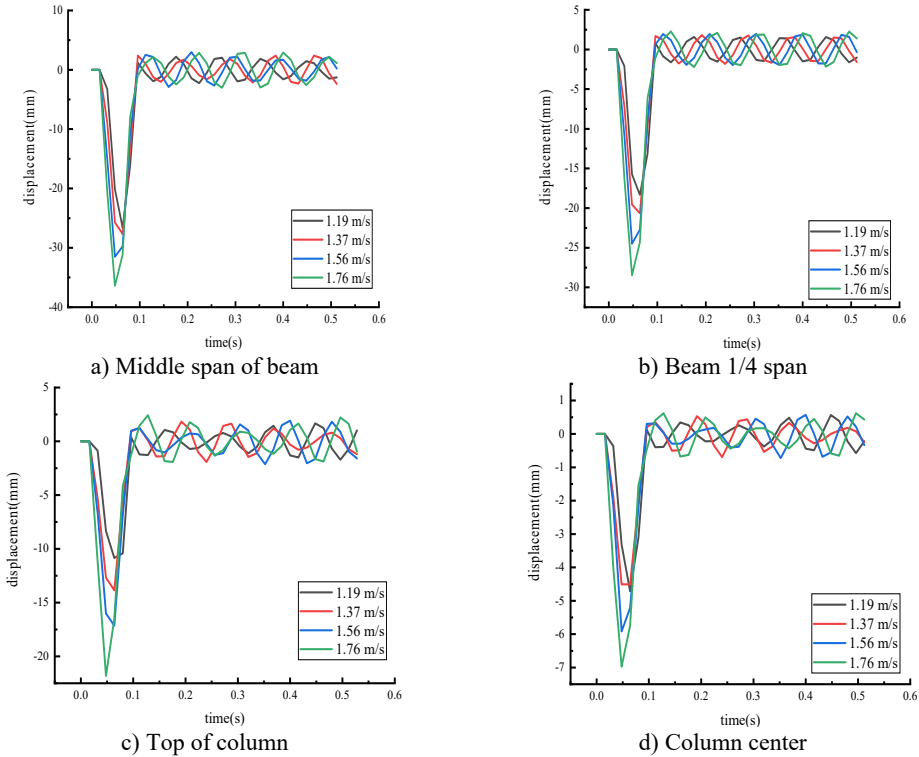 10
0
-10
-20
-30
-40
displacement(mm)
0.0 0.1 0.2 0.3 0.4 0.5 0.6
time(s)
1.19 m/s
1.37 m/s
1.56 m/s
1.76 m/s
a) Middle span of beam
5
0
-5
-10
-15
-20
-25
-30
displacement(mm)
0.0 0.1 0.2 0.3 0.4 0.5 0.6
time(s)
1.19 m/s
1.37 m/s
1.56 m/s
1.76 m/s
b) Beam 1/4 span
5
0
-5
-10
-15
-20
displacement(mm)
0.0 0.1 0.2 0.3 0.4 0.5 0.6
time(s)
1.19 m/s
1.37 m/s
1.56 m/s
1.76 m/s
c) Top of column
1
0
-1
-2
-3
-4
-5
-6
-7
displacement(mm)
0.0 0.1 0.2 0.3 0.4 0.5 0.6
time(s)
1.19 m/s
1.37 m/s
1.56 m/s
1.76 m/s
d) Column center